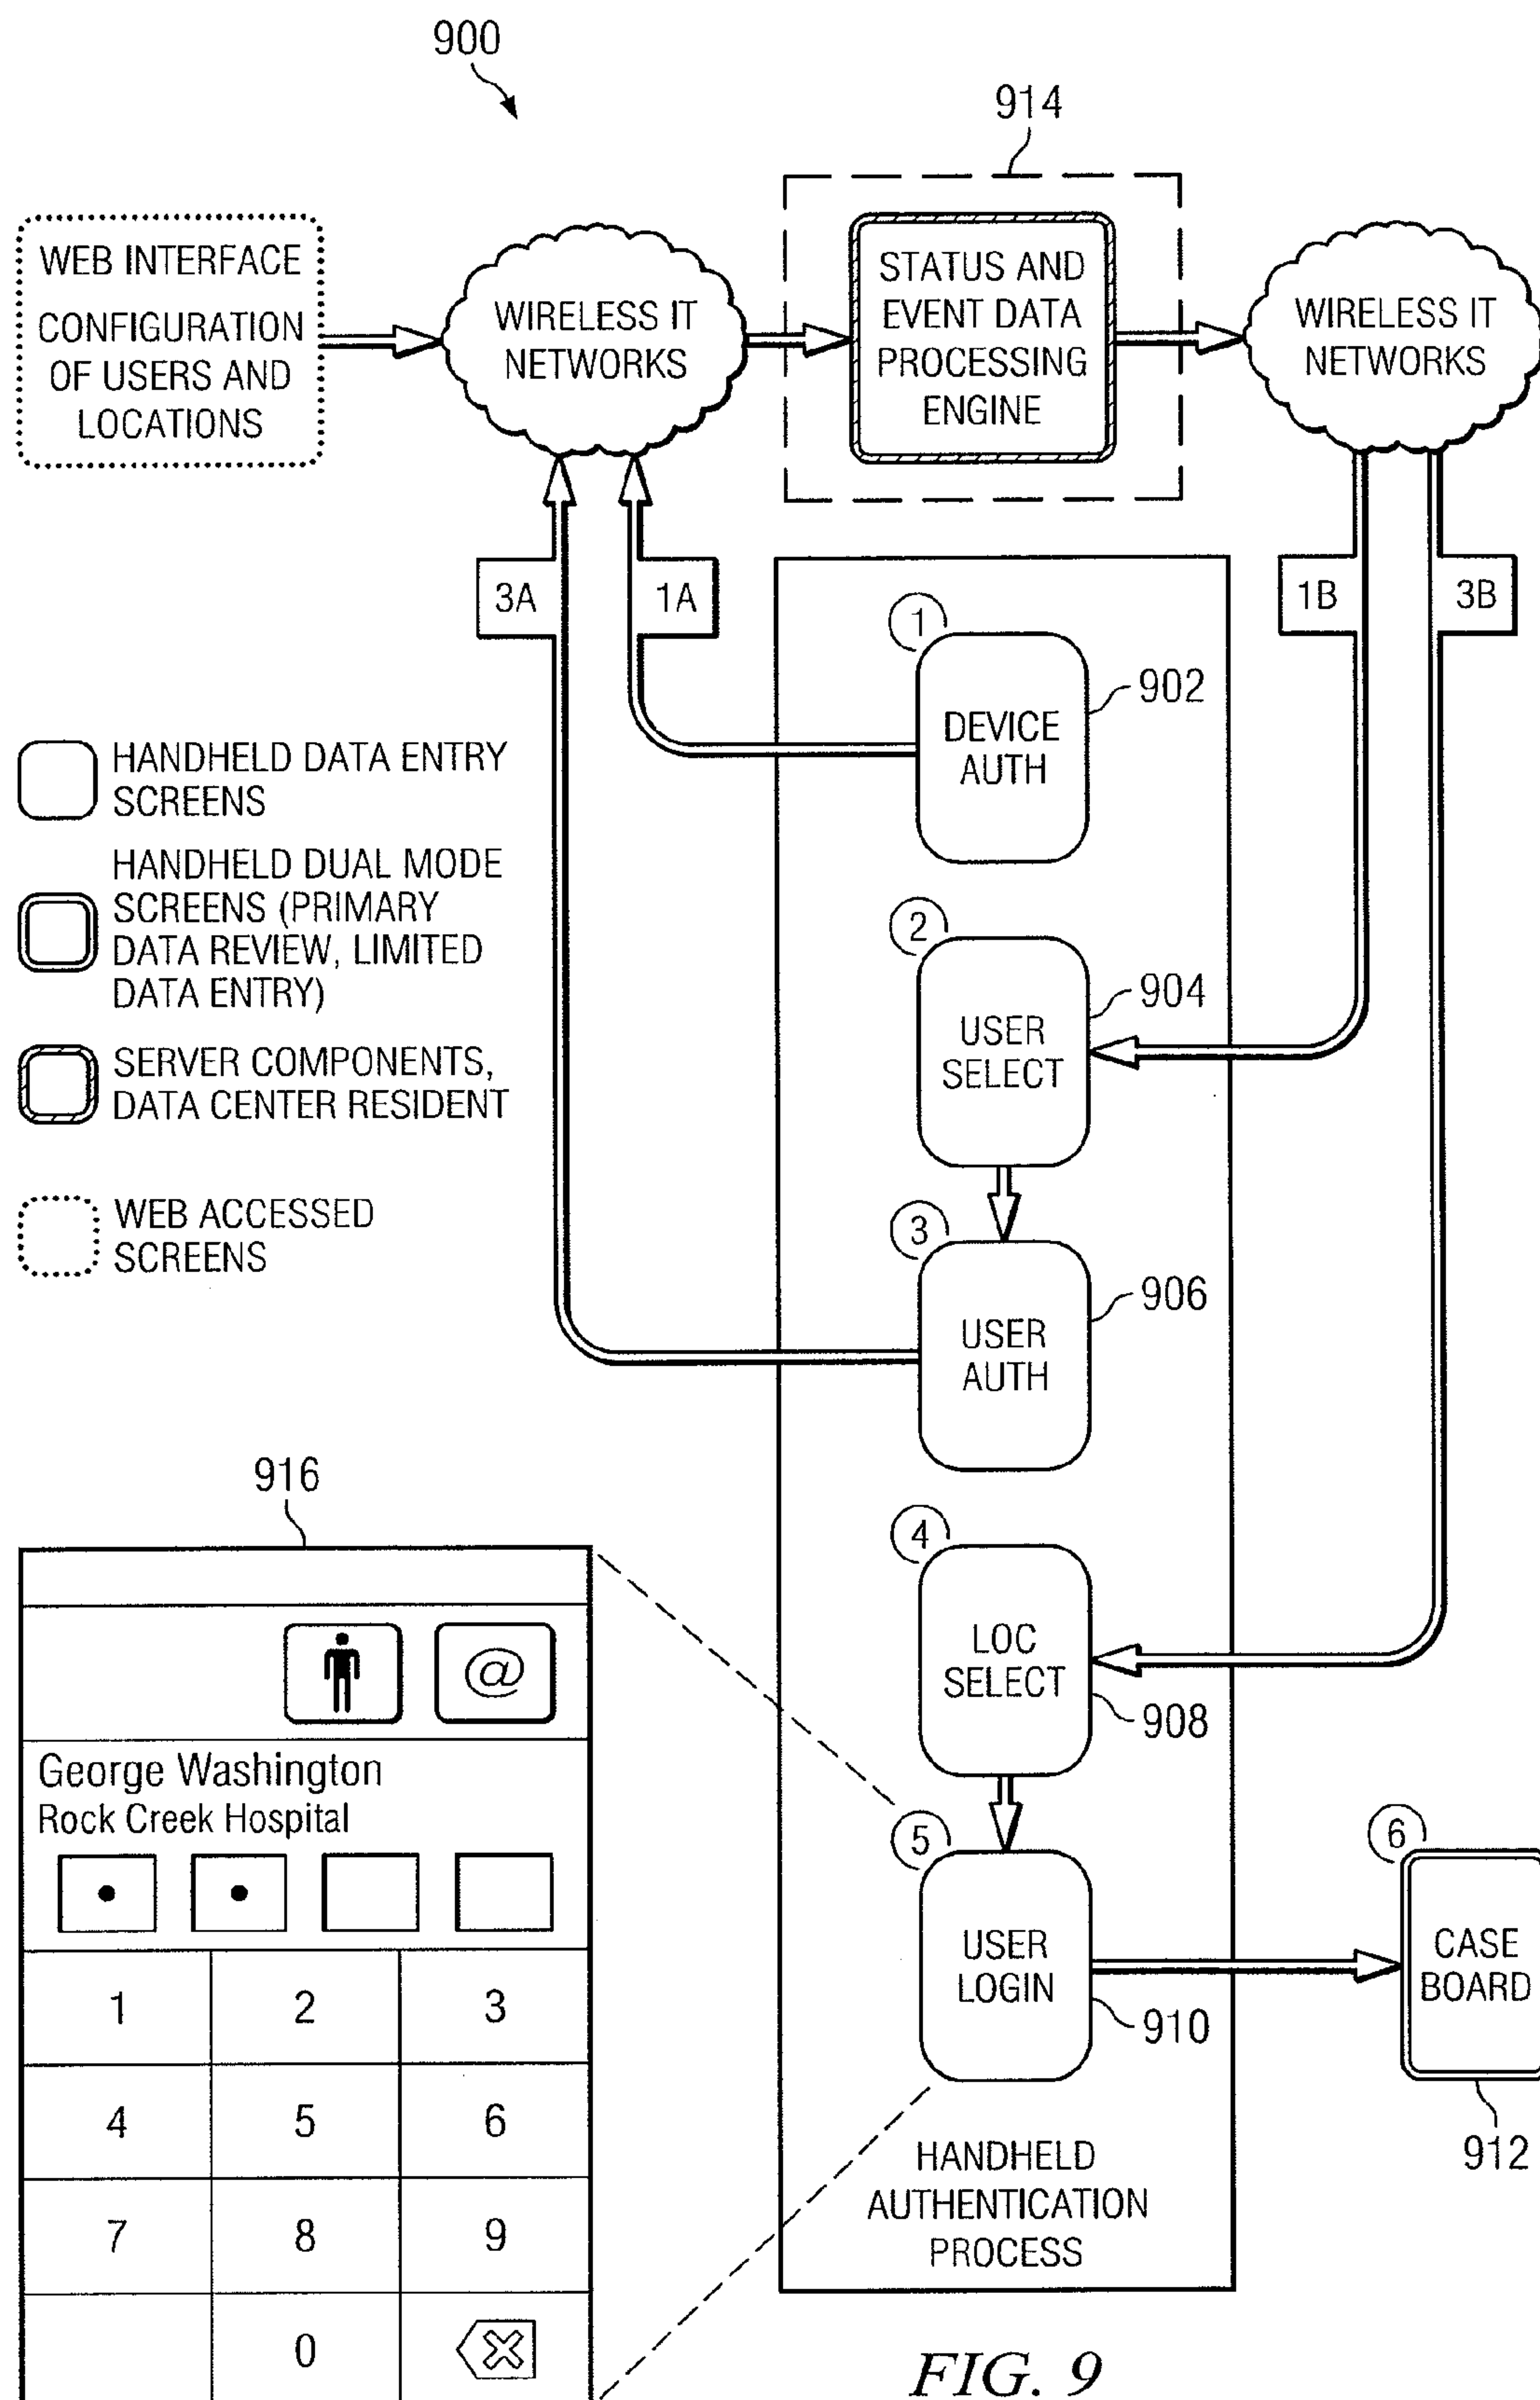 900
914
WEB INTERFACE
CONFIGURATION
OF USERS AND
LOCATIONS
WIRELESS IT
NETWORKS
STATUS AND
EVENT DATA
PROCESSING
ENGINE
WIRELESS IT
NETWORKS
3A
1A
1B
3B
1
DEVICE
AUTH
902
HANDHELD DATA ENTRY
SCREENS
HANDHELD DUAL MODE
SCREENS (PRIMARY
DATA REVIEW, LIMITED
DATA ENTRY)
SERVER COMPONENTS,
DATA CENTER RESIDENT
WEB ACCESSED
SCREENS
2
USER
SELECT
904
3
USER
AUTH
906
4
LOC
SELECT
908
5
USER
LOGIN
910
6
CASE
BOARD
912
HANDHELD
AUTHENTICATION
PROCESS
916
@
George Washington
Rock Creek Hospital
1 2 3
4 5 6
7 8 9
0
FIG. 9